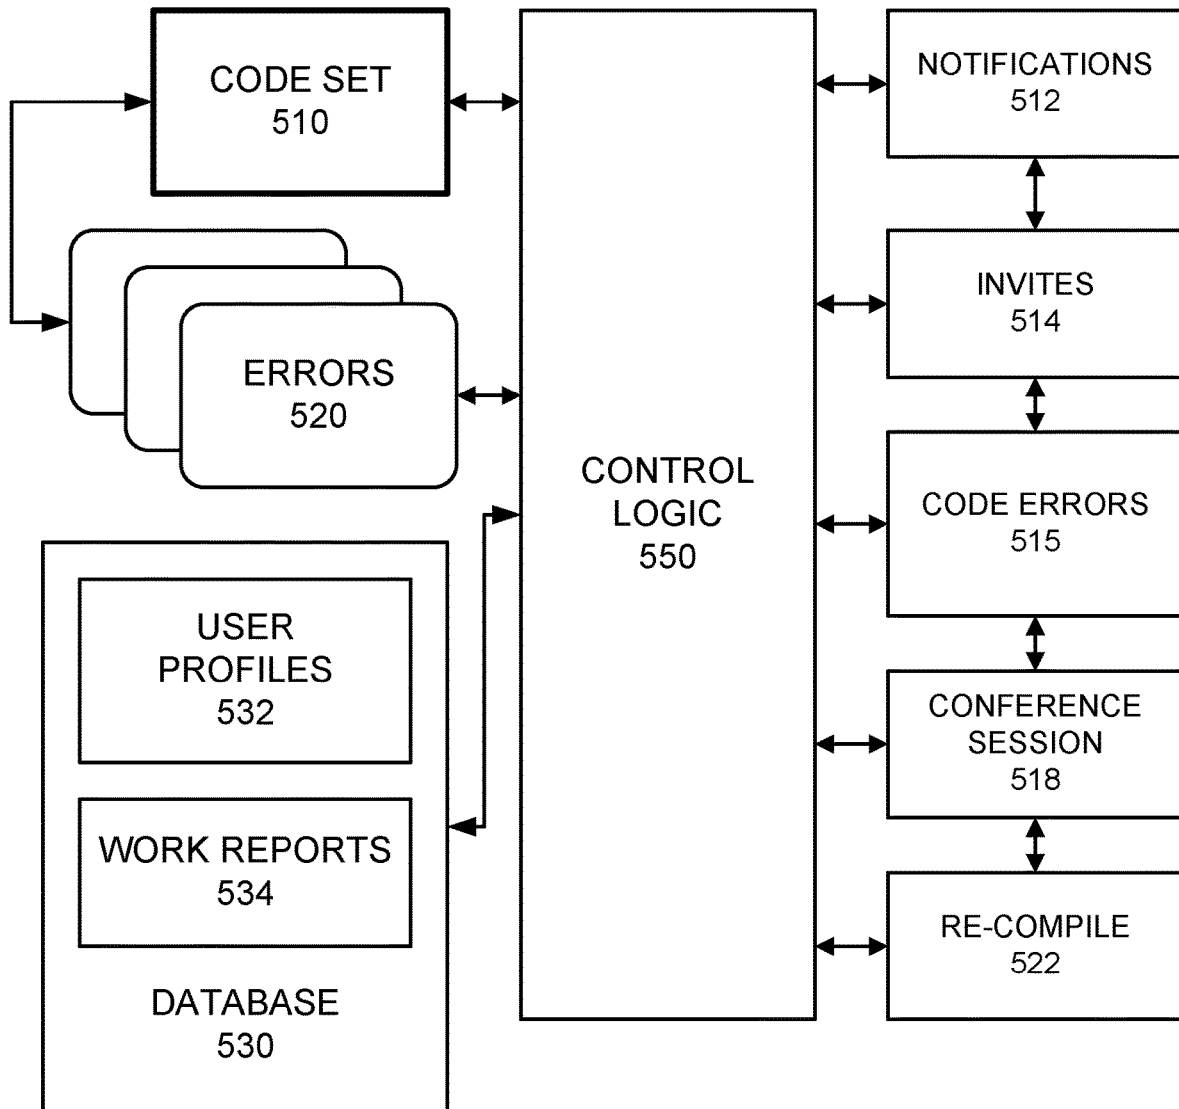 CODE SET
510
ERRORS
520
USER
PROFILES
532
WORK REPORTS
534
DATABASE
530
CONTROL
LOGIC
550
NOTIFICATIONS
512
INVITES
514
CODE ERRORS
515
CONFERENCE
SESSION
518
RE-COMPILE
522